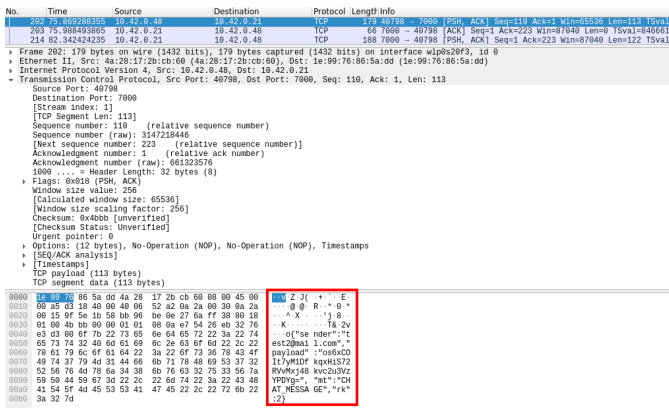 No. Time Source Destination Protocol Length Info
202 75.869288355 10.42.0.48 10.42.0.21 TCP 179 40798 → 7000 [PSH, ACK] Seq=110 Ack=1 Win=65536 Len=113 TSval
203 75.988493865 10.42.0.21 10.42.0.48 TCP 66 7000 → 40798 [ACK] Seq=1 Ack=223 Win=87040 Len=0 TSval=846661
214 82.342424235 10.42.0.21 10.42.0.48 TCP 188 7000 → 40798 [PSH, ACK] Seq=1 Ack=223 Win=87040 Len=122 TSval
Frame 202: 179 bytes on wire (1432 bits), 179 bytes captured (1432 bits) on interface wlp0s20f3, id 0
Ethernet II, Src: 4a:28:17:2b:cb:60 (4a:28:17:2b:cb:60), Dst: 1e:99:76:86:5a:dd (1e:99:76:86:5a:dd)
Internet Protocol Version 4, Src: 10.42.0.48, Dst: 10.42.0.21
Transmission Control Protocol, Src Port: 40798, Dst Port: 7000, Seq: 110, Ack: 1, Len: 113
Source Port: 40798
Destination Port: 7000
[Stream index: 1]
[TCP Segment Len: 113]
Sequence number: 110 (relative sequence number)
Sequence number (raw): 3147218446
[Next sequence number: 223 (relative sequence number)]
Acknowledgment number: 1 (relative ack number)
Acknowledgment number (raw): 661323576
1000 .... = Header Length: 32 bytes (8)
Flags: 0x018 (PSH, ACK)
Window size value: 256
[Calculated window size: 65536]
[Window size scaling factor: 256]
Checksum: 0x4bbb [unverified]
[Checksum Status: Unverified]
Urgent pointer: 0
Options: (12 bytes), No-Operation (NOP), No-Operation (NOP), Timestamps
[SEQ/ACK analysis]
[Timestamps]
TCP payload (113 bytes)
TCP segment data (113 bytes)
0000 1e 99 76 86 5a dd 4a 28 17 2b cb 60 08 00 45 00 ··v·Z·J( ·+·`··E·
0010 00 a5 d3 18 40 00 40 06 52 a2 0a 2a 00 30 0a 2a ····@·@· R··*·0·*
0020 00 15 9f 5e 1b 58 bb 96 be 0e 27 6a ff 38 80 18 ···^·X·· ··'j·8··
0030 01 00 4b bb 00 00 01 01 08 0a e7 54 26 eb 32 76 ··K····· ···T&·2v
0040 e3 d3 00 6f 7b 22 73 65 6e 64 65 72 22 3a 22 74 ···o{"se nder":"t
0050 65 73 74 32 40 6d 61 69 6c 2e 63 6f 6d 22 2c 22 est2@mai l.com","
0060 70 61 79 6c 6f 61 64 22 3a 22 6f 73 36 78 43 4f payload" :"os6xCO
0070 49 74 37 79 4d 31 44 66 6b 71 78 48 69 53 37 32 It7yM1Df kqxHiS72
0080 52 56 76 4d 78 6a 34 38 6b 76 63 32 75 33 56 7a RVvMxj48 kvc2u3Vz
0090 59 50 44 59 67 3d 22 2c 22 6d 74 22 3a 22 43 48 YPDYg=", "mt":"CH
00a0 41 54 5f 4d 45 53 53 41 47 45 22 2c 22 72 6b 22 AT_MESSA GE","rk"
00b0 3a 32 7d :2}